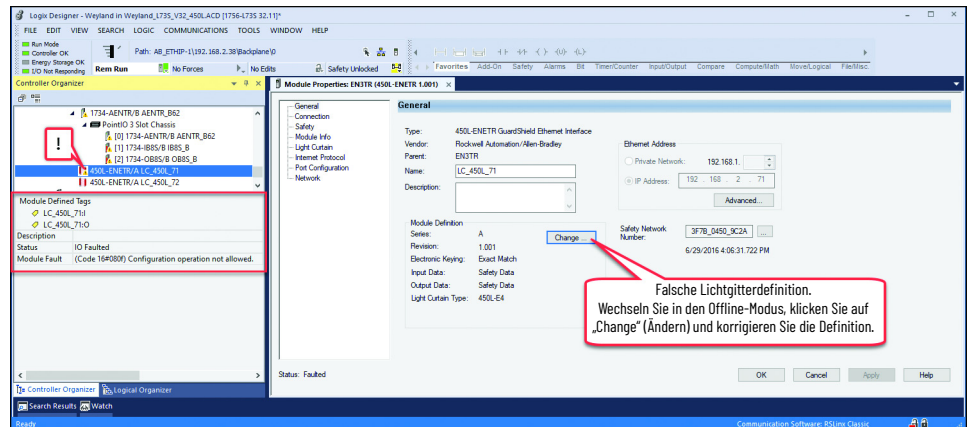 Logix Designer - Weyland in Weyland_L73S_V32_450L.ACD [1756-L73S 32.11]*
FILE EDIT VIEW SEARCH LOGIC COMMUNICATIONS TOOLS WINDOW HELP
Run Mode
Controller OK
Energy Storage OK
I/O Not Responding
Path: AB_ETHIP-1\192.168.2.38\Backplane\0
Rem Run
No Forces
No Edits
Safety Unlocked
Favorites Add-On Safety Alarms Bit Timer/Counter Input/Output Compare Compute/Math Move/Logical File/Misc.
Controller Organizer
1734-AENTR/B AENTR_B62
PointIO 3 Slot Chassis
[0] 1734-AENTR/B AENTR_B62
[1] 1734-IB8S/B IB8S_B
[2] 1734-OB8S/B OB8S_B
450L-ENETR/A LC_450L_71
450L-ENETR/A LC_450L_72
!
Module Defined Tags
LC_450L_71:I
LC_450L_71:O
Description
Status IO Faulted
Module Fault (Code 16#080f) Configuration operation not allowed.
Controller Organizer Logical Organizer
Module Properties: EN3TR (450L-ENETR 1.001) ×
General
Connection
Safety
Module Info
Light Curtain
Internet Protocol
Port Configuration
Network
General
Type: 450L-ENETR GuardShield Ethernet Interface
Vendor: Rockwell Automation/Allen-Bradley
Parent: EN3TR
Name: LC_450L_71
Description:
Ethernet Address
Private Network: 192.168.1.
IP Address: 192 . 168 . 2 . 71
Advanced...
Module Definition
Series: A
Change ...
Revision: 1.001
Electronic Keying: Exact Match
Input Data: Safety Data
Output Data: Safety Data
Light Curtain Type: 450L-E4
Safety Network Number: 3F7B_0450_9C2A ...
6/29/2016 4:06:31.722 PM
Falsche Lichtgitterdefinition.
Wechseln Sie in den Offline-Modus, klicken Sie auf
„Change“ (Ändern) und korrigieren Sie die Definition.
Status: Faulted
OK Cancel Apply Help
Search Results Watch
Ready
Communication Software: RSLinx Classic